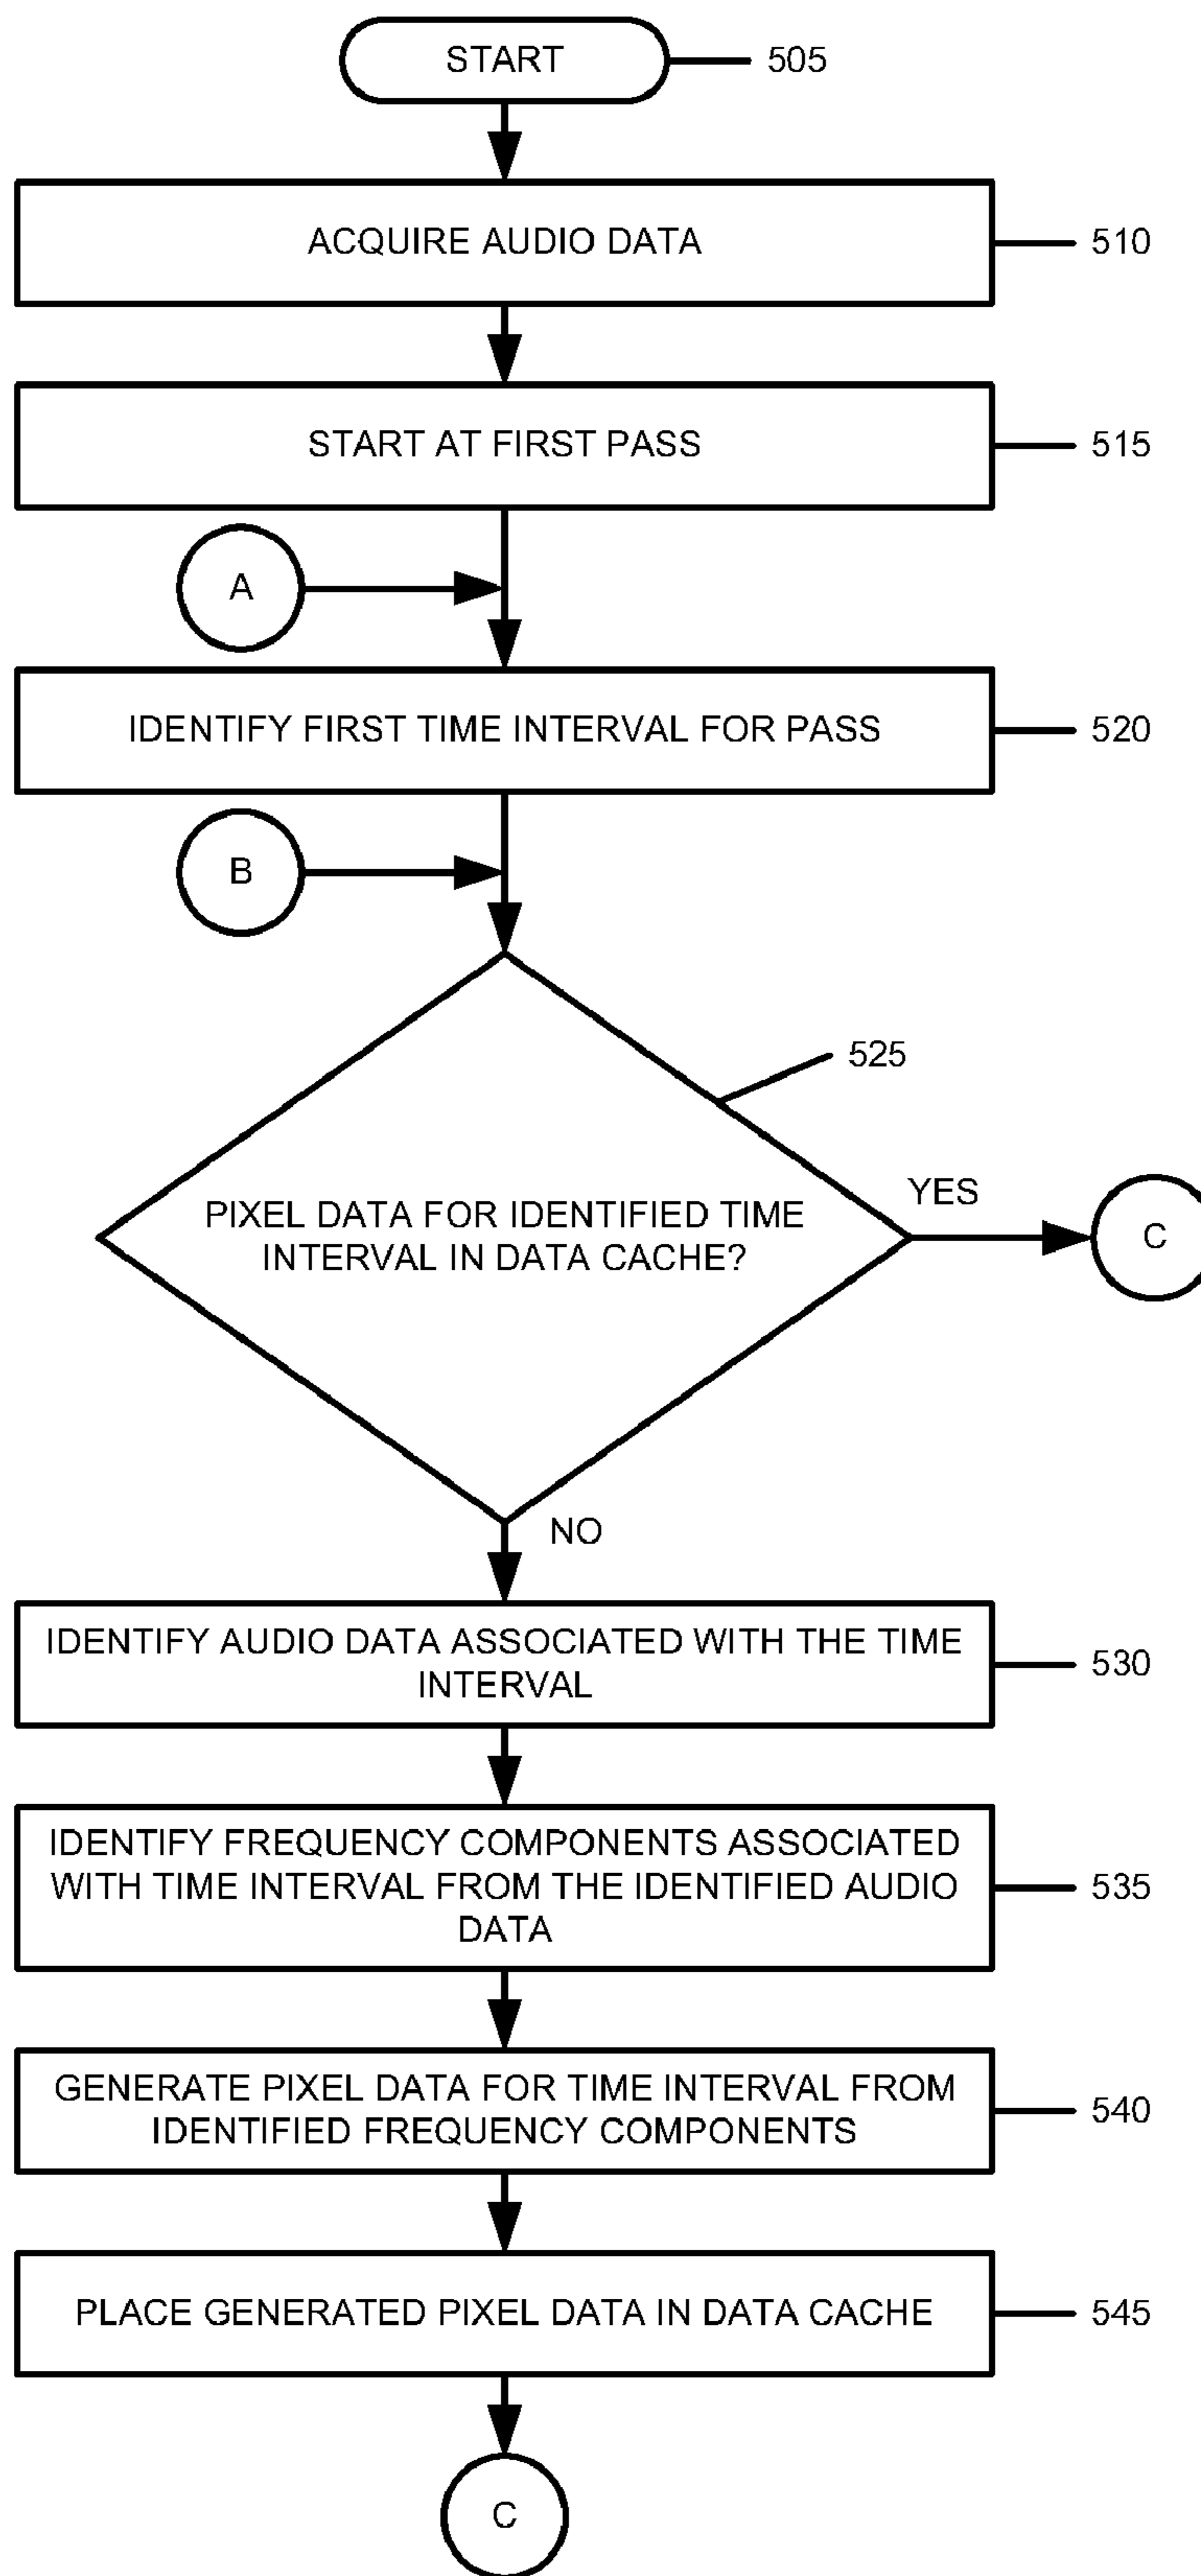 START
505
ACQUIRE AUDIO DATA
510
START AT FIRST PASS
515
A
IDENTIFY FIRST TIME INTERVAL FOR PASS
520
B
525
PIXEL DATA FOR IDENTIFIED TIME
INTERVAL IN DATA CACHE?
YES
C
NO
IDENTIFY AUDIO DATA ASSOCIATED WITH THE TIME
INTERVAL
530
IDENTIFY FREQUENCY COMPONENTS ASSOCIATED
WITH TIME INTERVAL FROM THE IDENTIFIED AUDIO
DATA
535
GENERATE PIXEL DATA FOR TIME INTERVAL FROM
IDENTIFIED FREQUENCY COMPONENTS
540
PLACE GENERATED PIXEL DATA IN DATA CACHE
545
C